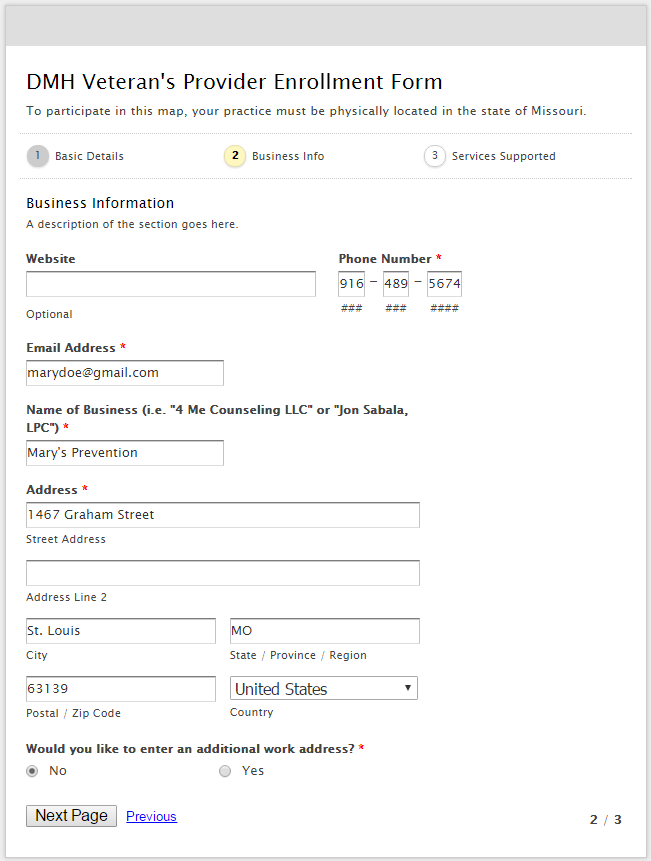 DMH Veteran's Provider Enrollment Form
To participate in this map, your practice must be physically located in the state of Missouri.
1 Basic Details 2 Business Info 3 Services Supported
Business Information
A description of the section goes here.
Website Phone Number *
916 – 489 – 5674
### ### ####
Optional
Email Address *
marydoe@gmail.com
Name of Business (i.e. "4 Me Counseling LLC" or "Jon Sabala,
LPC") *
Mary's Prevention
Address *
1467 Graham Street
Street Address
Address Line 2
St. Louis MO
City State / Province / Region
63139 United States
Postal / Zip Code Country
Would you like to enter an additional work address? *
No Yes
Next Page Previous 2 / 3